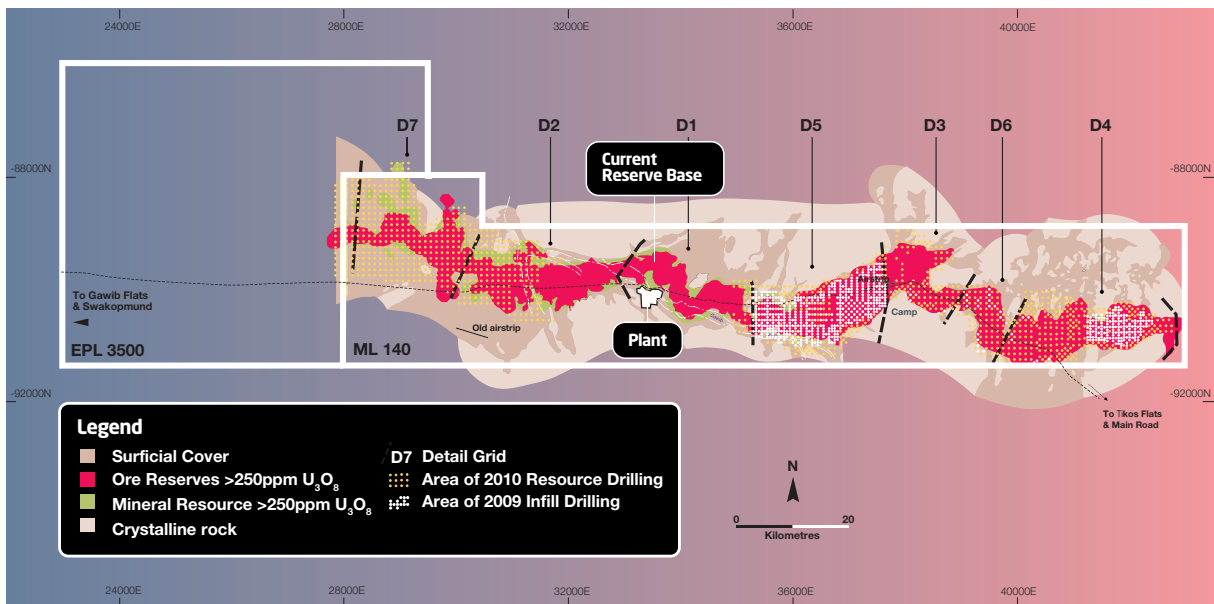 24000E
28000E
32000E
36000E
40000E
D7
D2
D1
D5
D3
D6
D4
Current
Reserve Base
-88000N
-88000N
To Gawib Flats
& Swakopmund
Old airstrip
Airstrip
Camp
Plant
EPL 3500
ML 140
-92000N
-92000N
To Tikos Flats
& Main Road
Legend
Surficial Cover
Ore Reserves >250ppm U₃O₈
Mineral Resource >250ppm U₃O₈
Crystalline rock
D7 Detail Grid
Area of 2010 Resource Drilling
Area of 2009 Infill Drilling
N
0 20
Kilometres
24000E
28000E
32000E
36000E
40000E